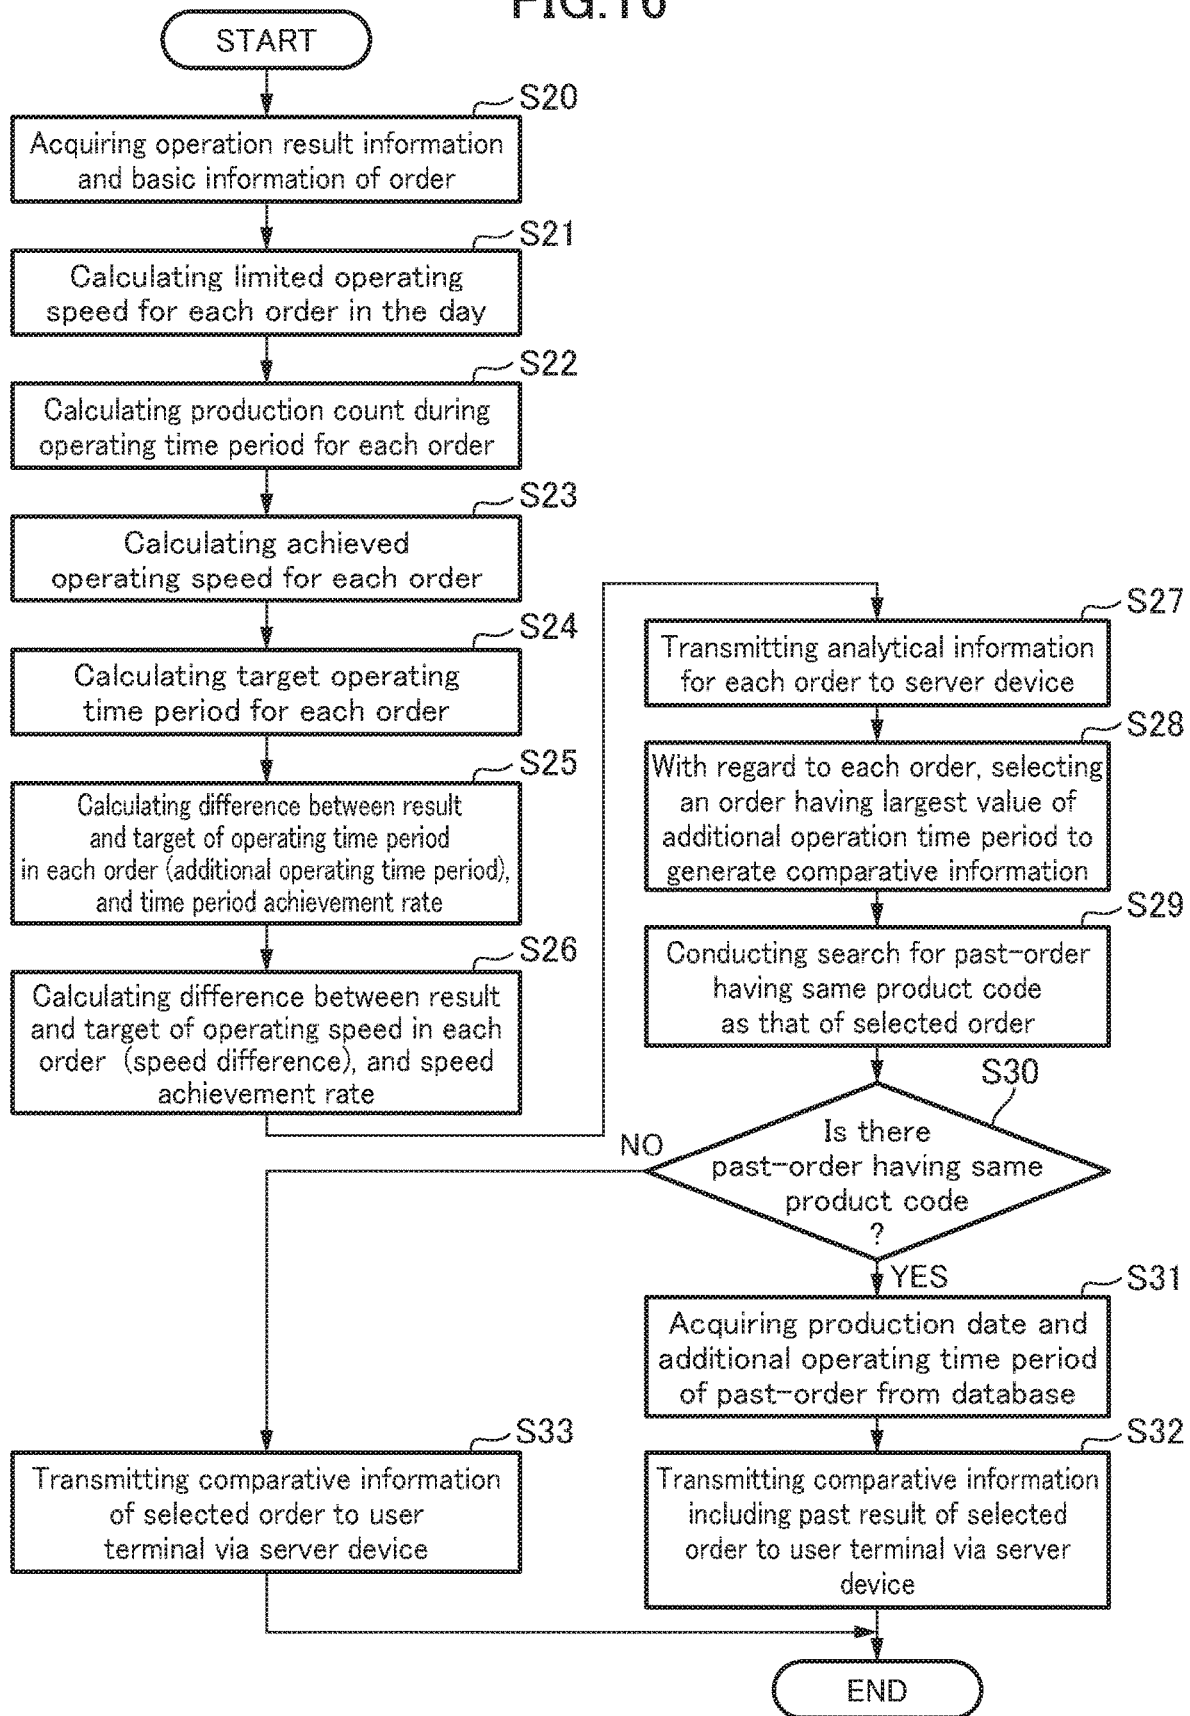 FIG.16
START
S20
Acquiring operation result information
and basic information of order
S21
Calculating limited operating
speed for each order in the day
S22
Calculating production count during
operating time period for each order
S23
Calculating achieved
operating speed for each order
S24
Calculating target operating
time period for each order
S25
Calculating difference between result
and target of operating time period
in each order (additional operating time period),
and time period achievement rate
S26
Calculating difference between result
and target of operating speed in each
order (speed difference), and speed
achievement rate
S27
Transmitting analytical information
for each order to server device
S28
With regard to each order, selecting
an order having largest value of
additional operation time period to
generate comparative information
S29
Conducting search for past-order
having same product code
as that of selected order
S30
Is there
past-order having same
product code
?
NO
YES
S31
Acquiring production date and
additional operating time period
of past-order from database
S32
Transmitting comparative information
including past result of selected
order to user terminal via server
device
S33
Transmitting comparative information
of selected order to user
terminal via server device
END